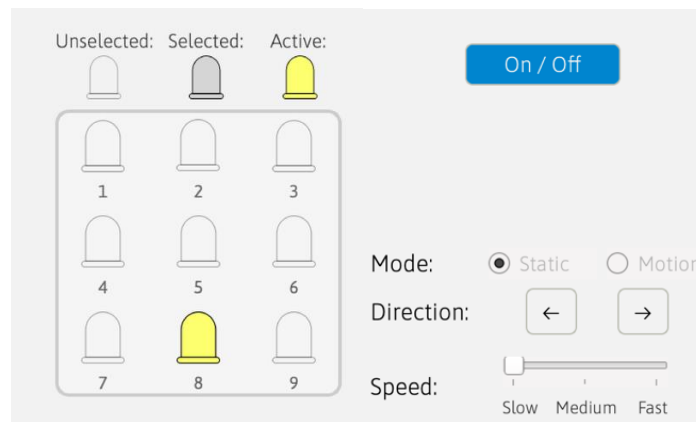 Unselected: Selected: Active:
On / Off
1 2 3
4 5 6
7 8 9
Mode: Static Motion
Direction: ← →
Speed:
Slow Medium Fast